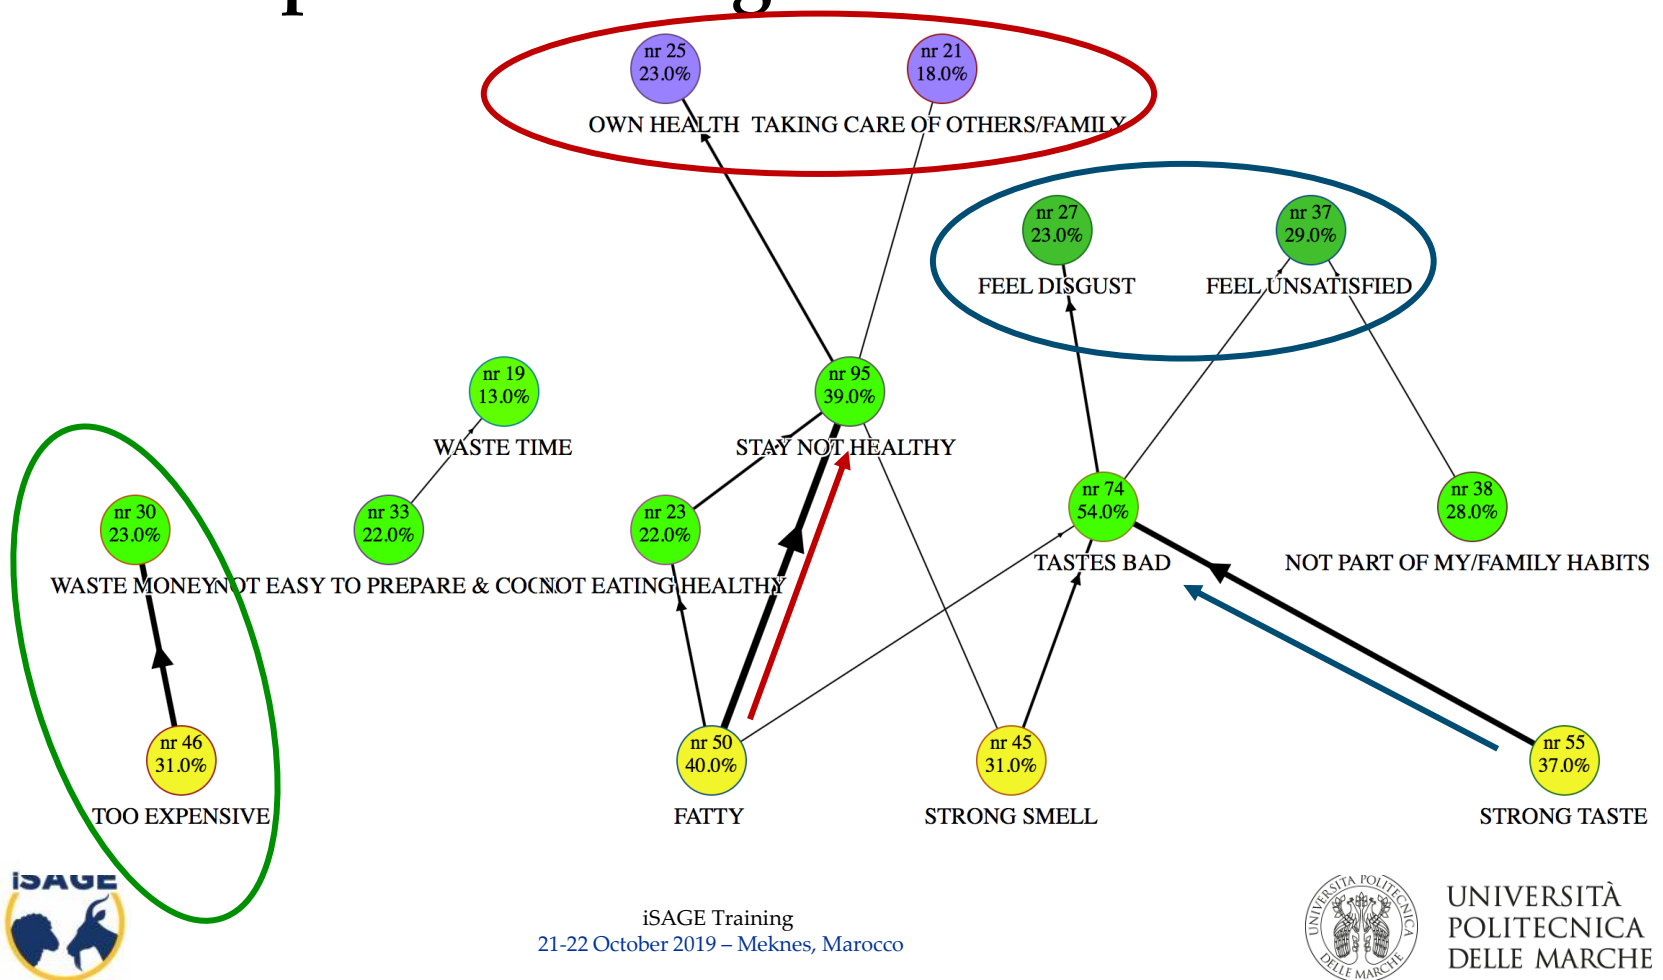 nr 25
23.0%
OWN HEALTH
nr 21
18.0%
TAKING CARE OF OTHERS/FAMILY
nr 27
23.0%
FEEL DISGUST
nr 37
29.0%
FEEL UNSATISFIED
nr 19
13.0%
WASTE TIME
nr 95
39.0%
STAY NOT HEALTHY
nr 30
23.0%
WASTE MONEY
nr 33
22.0%
NOT EASY TO PREPARE & COO
nr 23
22.0%
NOT EATING HEALTHY
nr 74
54.0%
TASTES BAD
nr 38
28.0%
NOT PART OF MY/FAMILY HABITS
nr 46
31.0%
TOO EXPENSIVE
nr 50
40.0%
FATTY
nr 45
31.0%
STRONG SMELL
nr 55
37.0%
STRONG TASTE
iSAGE
iSAGE Training
21-22 October 2019 – Meknes, Marocco
UNIVERSITÀ POLITECNICA
DELLE MARCHE
UNIVERSITÀ
POLITECNICA
DELLE MARCHE